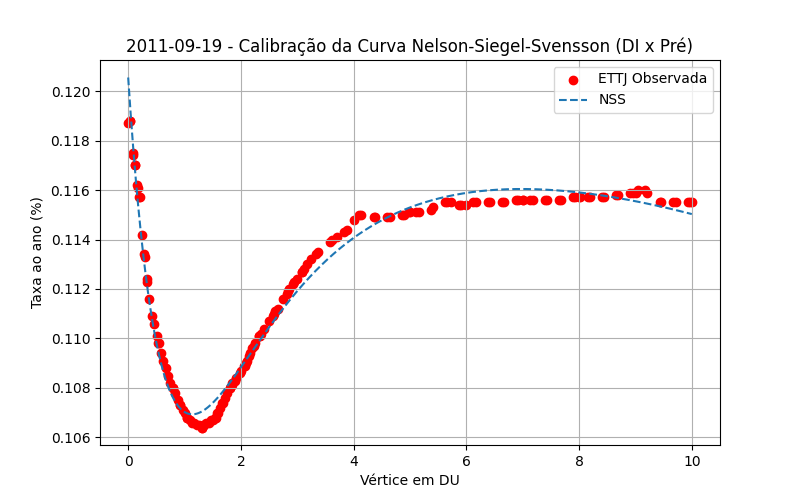 2011-09-19 - Calibração da Curva Nelson-Siegel-Svensson (DI x Pré)
ETTJ Observada
NSS
Taxa ao ano (%)
0.120
0.118
0.116
0.114
0.112
0.110
0.108
0.106
0 2 4 6 8 10
Vértice em DU